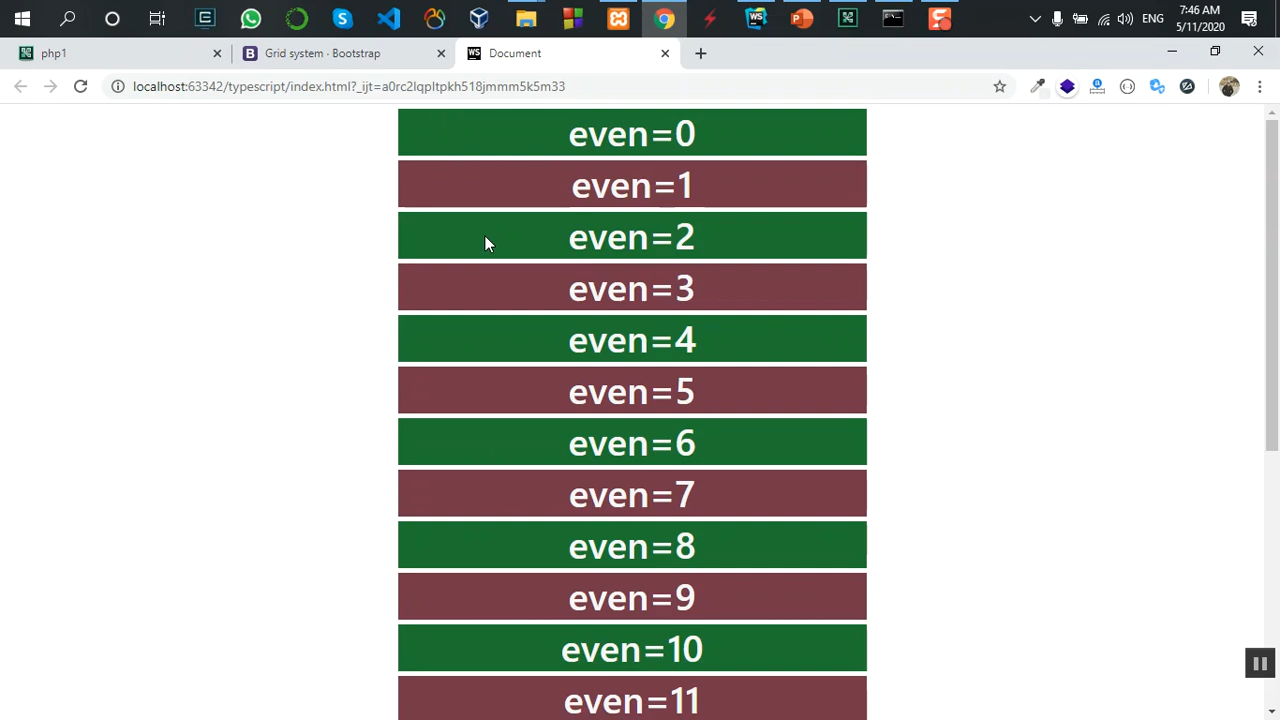 7:46 AM
ENG
5/11/2020
php1
Grid system - Bootstrap
WS
Document
localhost:63342/typescript/index.html?_ijt=a0rc2lqpltpkh518jmmm5k5m33
even=0
even=1
even=2
even=3
even=4
even=5
even=6
even=7
even=8
even=9
even=10
even=11